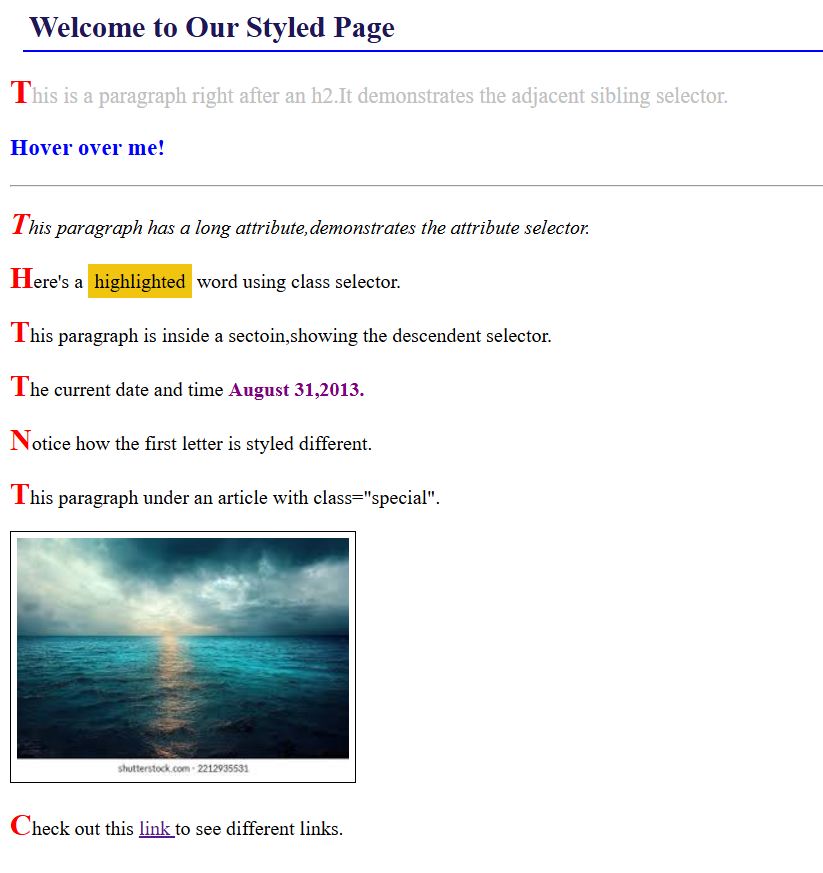 Welcome to Our Styled Page
This is a paragraph right after an h2.It demonstrates the adjacent sibling selector.
Hover over me!
This paragraph has a long attribute,demonstrates the attribute selector.
Here's a highlighted word using class selector.
This paragraph is inside a sectoin,showing the descendent selector.
The current date and time August 31,2013.
Notice how the first letter is styled different.
This paragraph under an article with class="special".
shutterstock.com · 2212935531
Check out this link to see different links.